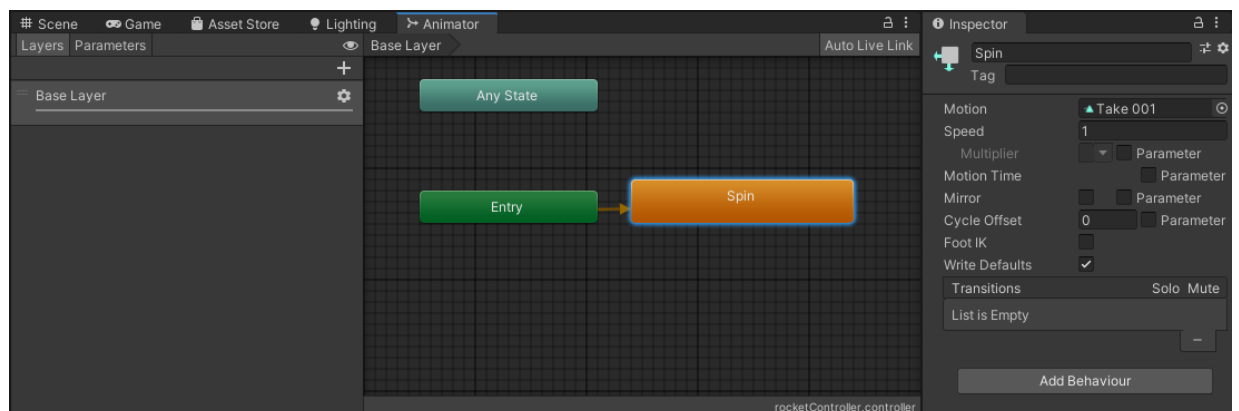 Scene Game Asset Store Lighting Animator
Layers Parameters
Base Layer
Base Layer Auto Live Link
Any State
Entry
Spin
rocketController.controller
Inspector
Spin
Tag
Motion Take 001
Speed 1
Multiplier Parameter
Motion Time Parameter
Mirror Parameter
Cycle Offset 0 Parameter
Foot IK
Write Defaults
Transitions Solo Mute
List is Empty
Add Behaviour